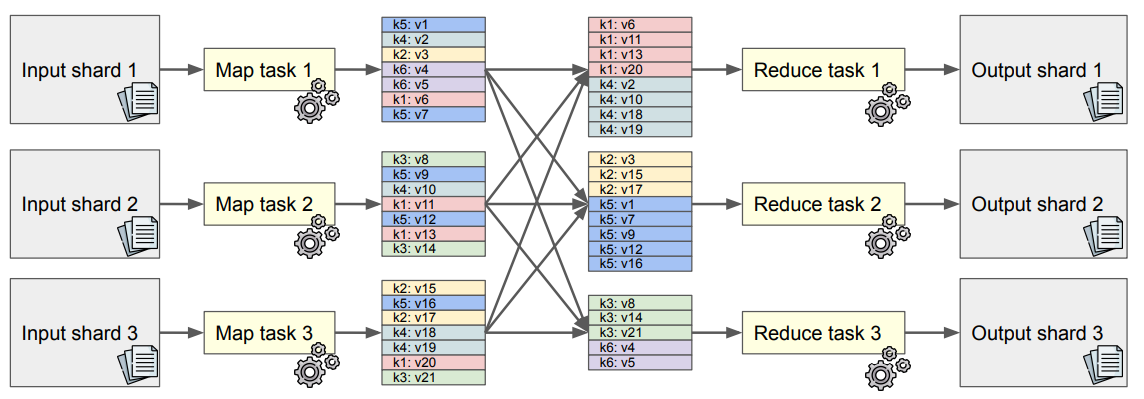 Input shard 1
Map task 1
k5: v1
k4: v2
k2: v3
k6: v4
k6: v5
k1: v6
k5: v7
k1: v6
k1: v11
k1: v13
k1: v20
k4: v2
k4: v10
k4: v18
k4: v19
Reduce task 1
Output shard 1
Input shard 2
Map task 2
k3: v8
k5: v9
k4: v10
k1: v11
k5: v12
k1: v13
k3: v14
k2: v3
k2: v15
k2: v17
k5: v1
k5: v7
k5: v9
k5: v12
k5: v16
Reduce task 2
Output shard 2
Input shard 3
Map task 3
k2: v15
k5: v16
k2: v17
k4: v18
k4: v19
k1: v20
k3: v21
k3: v8
k3: v14
k3: v21
k6: v4
k6: v5
Reduce task 3
Output shard 3